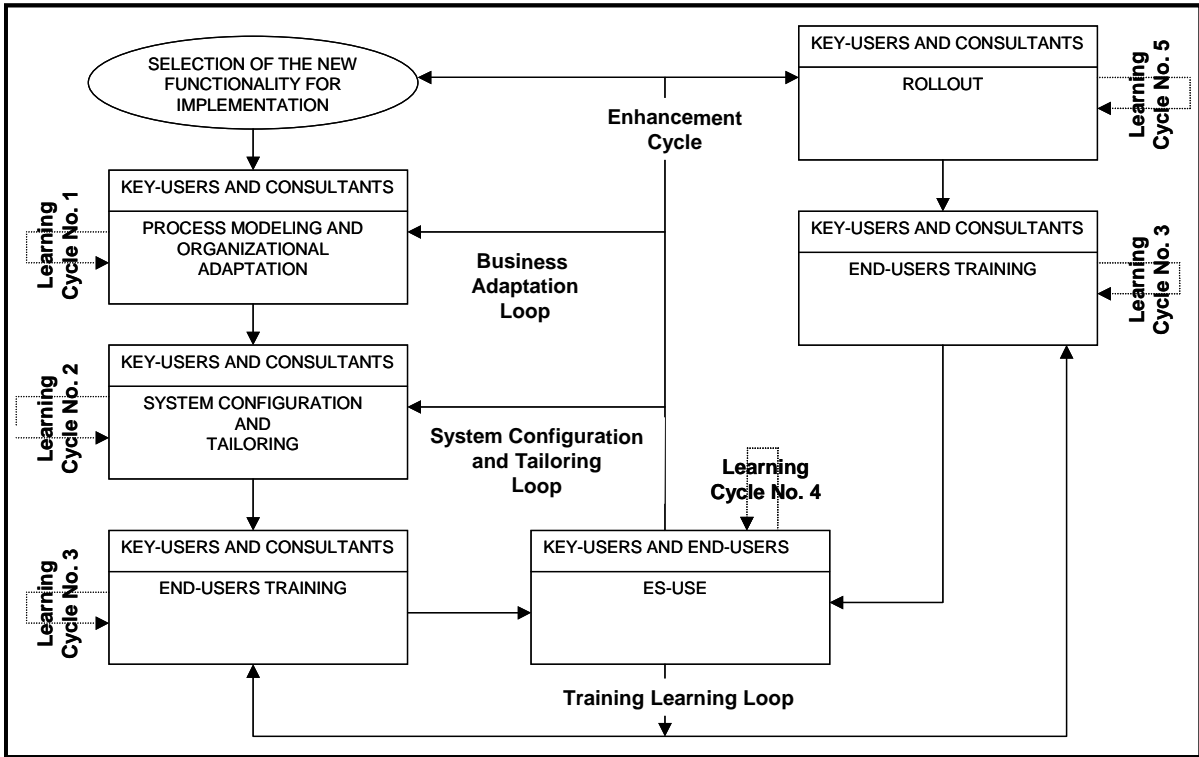 SELECTION OF THE NEW
FUNCTIONALITY FOR
IMPLEMENTATION
KEY-USERS AND CONSULTANTS
PROCESS MODELING AND
ORGANIZATIONAL
ADAPTATION
Learning
Cycle No. 1
KEY-USERS AND CONSULTANTS
SYSTEM CONFIGURATION
AND
TAILORING
Learning
Cycle No. 2
KEY-USERS AND CONSULTANTS
END-USERS TRAINING
Learning
Cycle No. 3
Enhancement
Cycle
Business
Adaptation
Loop
System Configuration
and Tailoring
Loop
Learning
Cycle No. 4
KEY-USERS AND END-USERS
ES-USE
Training Learning Loop
KEY-USERS AND CONSULTANTS
ROLLOUT
Learning
Cycle No. 5
KEY-USERS AND CONSULTANTS
END-USERS TRAINING
Learning
Cycle No. 3